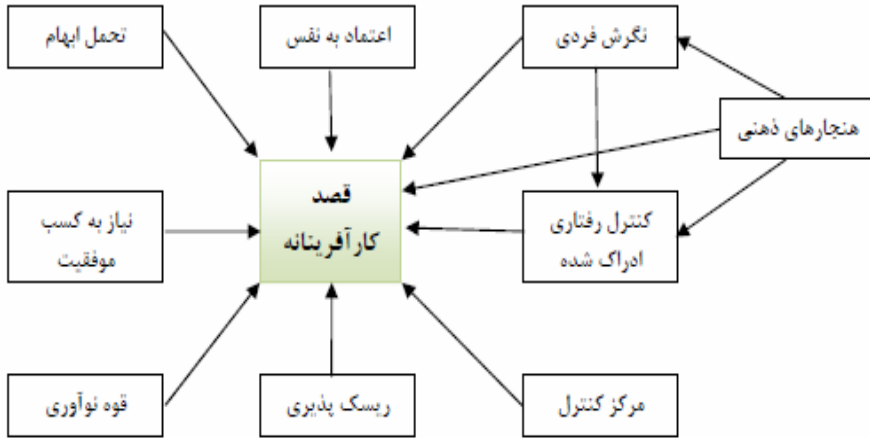 نگرش فردی
اعتماد به نفس
تحمل ابهام
هنجارهای ذهنی
قصد
کارآفرینانه
کنترل رفتاری
ادراک شده
نیاز به کسب
موفقیت
مرکز کنترل
ریسک پذیری
قوه نوآوری